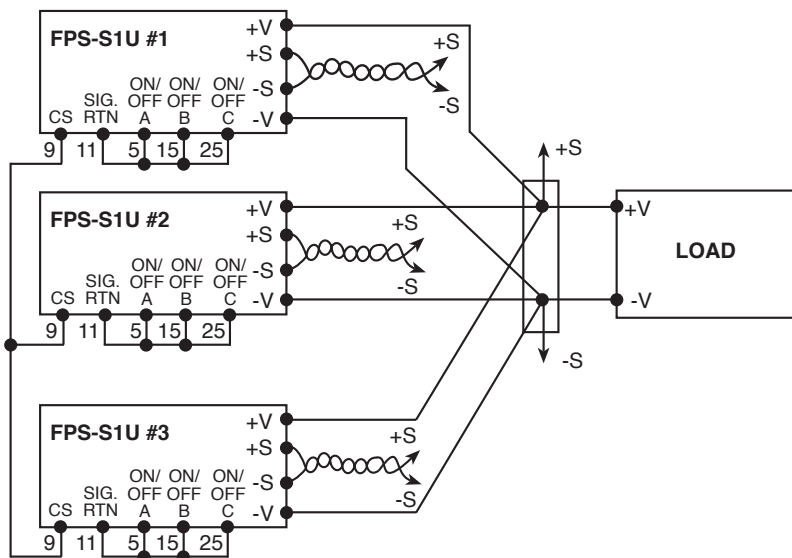 FPS-S1U #1
+V
+S
-S
-V
CS
SIG. RTN
ON/ OFF A
ON/ OFF B
ON/ OFF C
9
11
5
15
25
+S
-S
FPS-S1U #2
+V
+S
-S
-V
CS
SIG. RTN
ON/ OFF A
ON/ OFF B
ON/ OFF C
9
11
5
15
25
+S
-S
FPS-S1U #3
+V
+S
-S
-V
CS
SIG. RTN
ON/ OFF A
ON/ OFF B
ON/ OFF C
9
11
5
15
25
+S
-S
+S
-S
+V
LOAD
-V